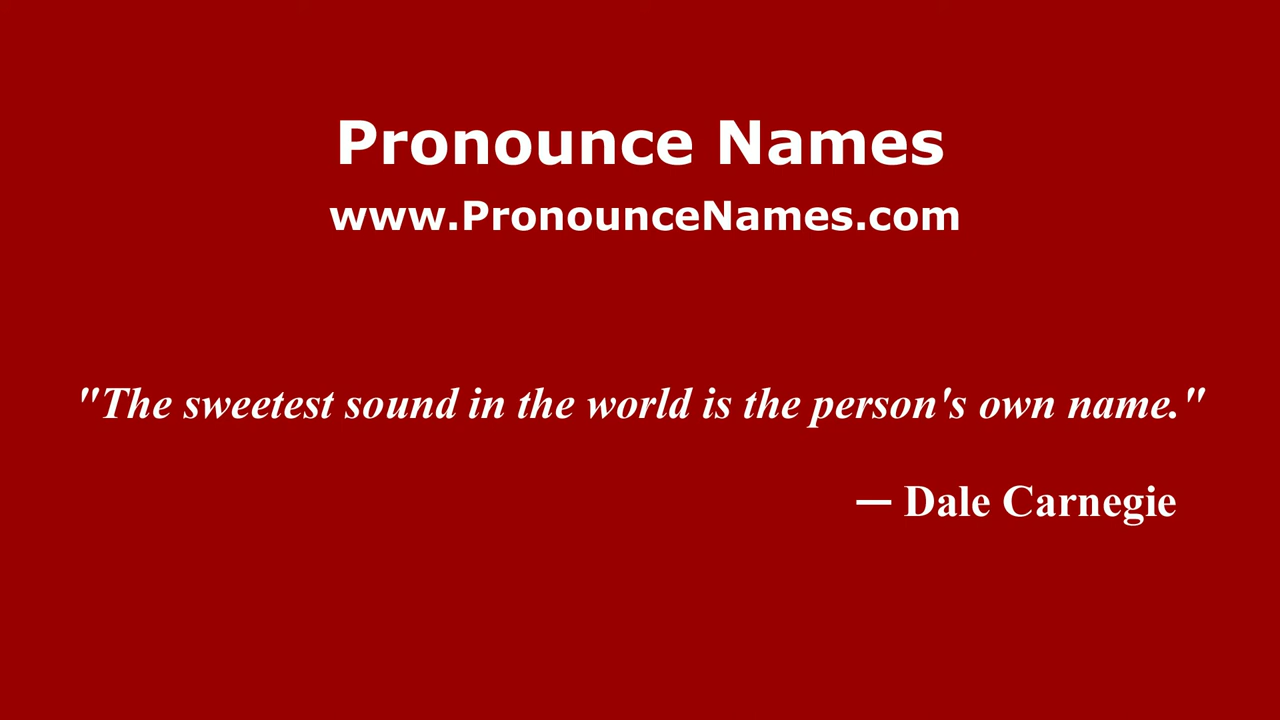 Pronounce Names
www.PronounceNames.com
"The sweetest sound in the world is the person's own name."
— Dale Carnegie